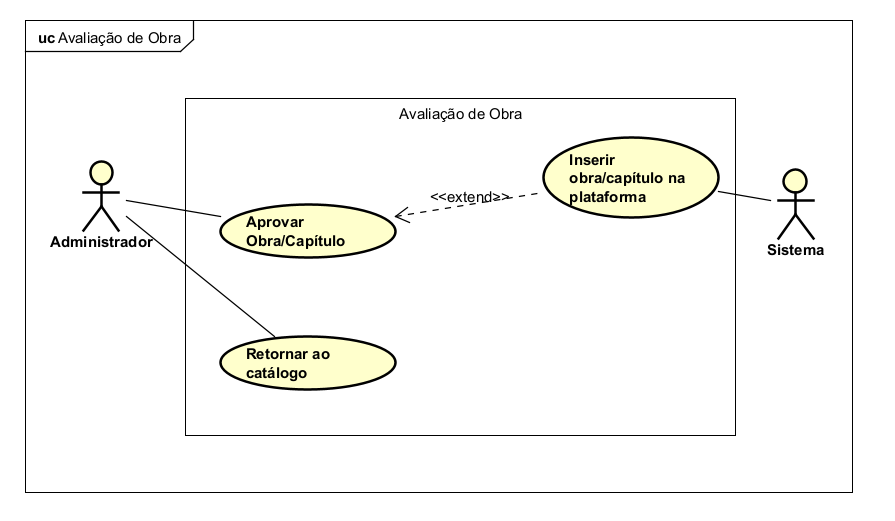 uc Avaliação de Obra
Avaliação de Obra
Inserir
obra/capítulo na
plataforma
<<extend>>
Aprovar
Obra/Capítulo
Administrador
Sistema
Retornar ao
catálogo